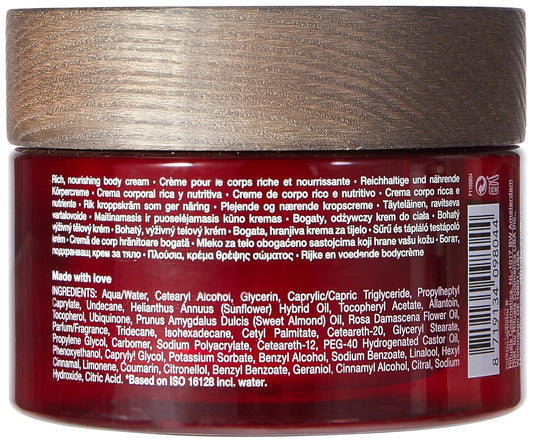 Rich, nourishing body cream - Crème pour le corps riche et nourrissante - Reichhaltige und nährende
Körpercreme - Crema corporal rica y nutritiva - Creme de corpo rico e nutritivo - Crema corpo ricca e
nutriente - Rik kroppskräm som ger näring - Plejende og nærende kropscreme - Täyteläinen, ravitseva
vartalovoide - Maitinamasis ir puoselėjamasis kūno kremas - Bogaty, odżywczy krem do ciała - Bohatý
výživný tělový krém - Bohatý, výživný telový krém - Bogata, hranjiva krema za tijelo - Sűrű és tápláló testápoló
krém - Cremă de corp hrănitoare bogată - Mleko za telo obogaćeno sastojcima koji hrane vašu kožu - Богат,
подхранващ крем за тяло - Πλούσια, κρέμα θρέψης σώματος - Rijke en voedende bodycrème
Made with love
INGREDIENTS: Aqua/Water, Cetearyl Alcohol, Glycerin, Caprylic/Capric Triglyceride, Propylheptyl
Caprylate, Undecane, Helianthus Annuus (Sunflower) Hybrid Oil, Tocopheryl Acetate, Allantoin,
Tocopherol, Ubiquinone, Prunus Amygdalus Dulcis (Sweet Almond) Oil, Rosa Damascena Flower Oil,
Parfum/Fragrance, Tridecane, Isohexadecane, Cetyl Palmitate, Ceteareth-20, Glyceryl Stearate,
Propylene Glycol, Carbomer, Sodium Polyacrylate, Ceteareth-12, PEG-40 Hydrogenated Castor Oil,
Phenoxyethanol, Caprylyl Glycol, Potassium Sorbate, Benzyl Alcohol, Sodium Benzoate, Linalool, Hexyl
Cinnamal, Limonene, Coumarin, Citronellol, Benzyl Benzoate, Geraniol, Cinnamyl Alcohol, Citral, Sodium
Hydroxide, Citric Acid. *Based on ISO 16128 incl. water.
F1109804
8 719134 098044